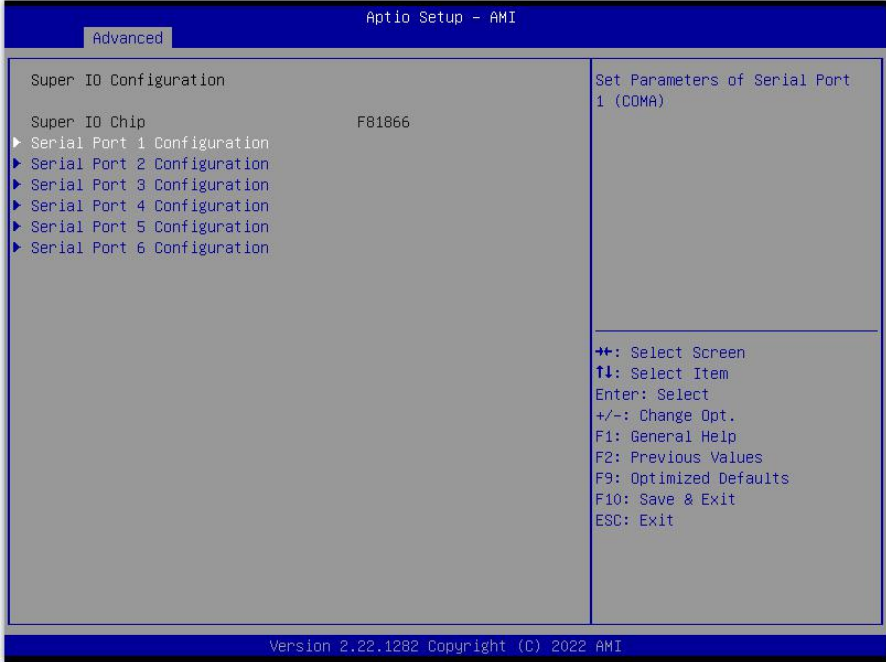 Aptio Setup – AMI
Advanced
Super IO Configuration
Super IO Chip F81866
Serial Port 1 Configuration
Serial Port 2 Configuration
Serial Port 3 Configuration
Serial Port 4 Configuration
Serial Port 5 Configuration
Serial Port 6 Configuration
Set Parameters of Serial Port
1 (COMA)
→←: Select Screen
↑↓: Select Item
Enter: Select
+/-: Change Opt.
F1: General Help
F2: Previous Values
F9: Optimized Defaults
F10: Save & Exit
ESC: Exit
Version 2.22.1282 Copyright (C) 2022 AMI